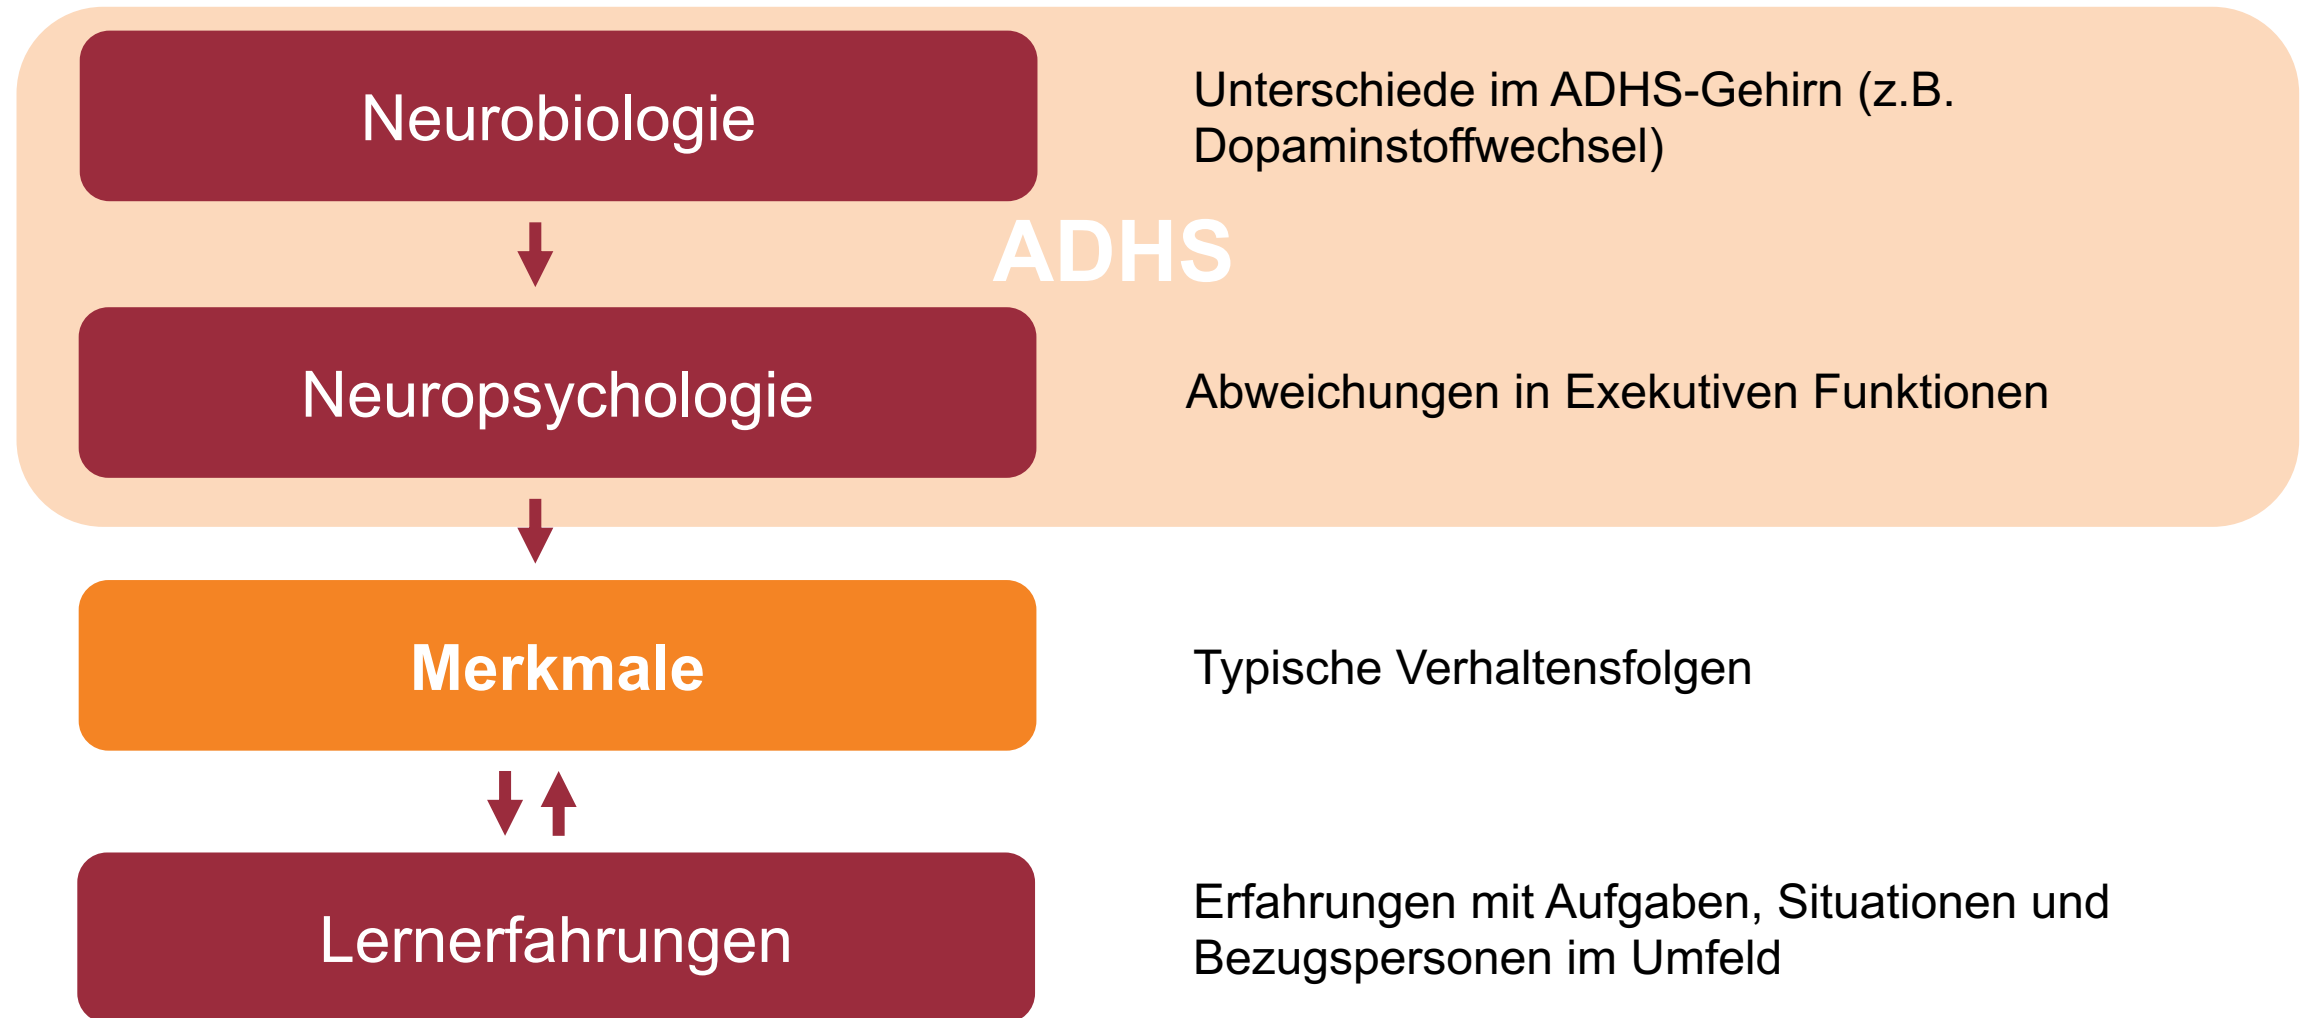 Neurobiologie
Unterschiede im ADHS-Gehirn (z.B.
Dopaminstoffwechsel)
ADHS
Neuropsychologie
Abweichungen in Exekutiven Funktionen
Merkmale
Typische Verhaltensfolgen
Lernerfahrungen
Erfahrungen mit Aufgaben, Situationen und
Bezugspersonen im Umfeld